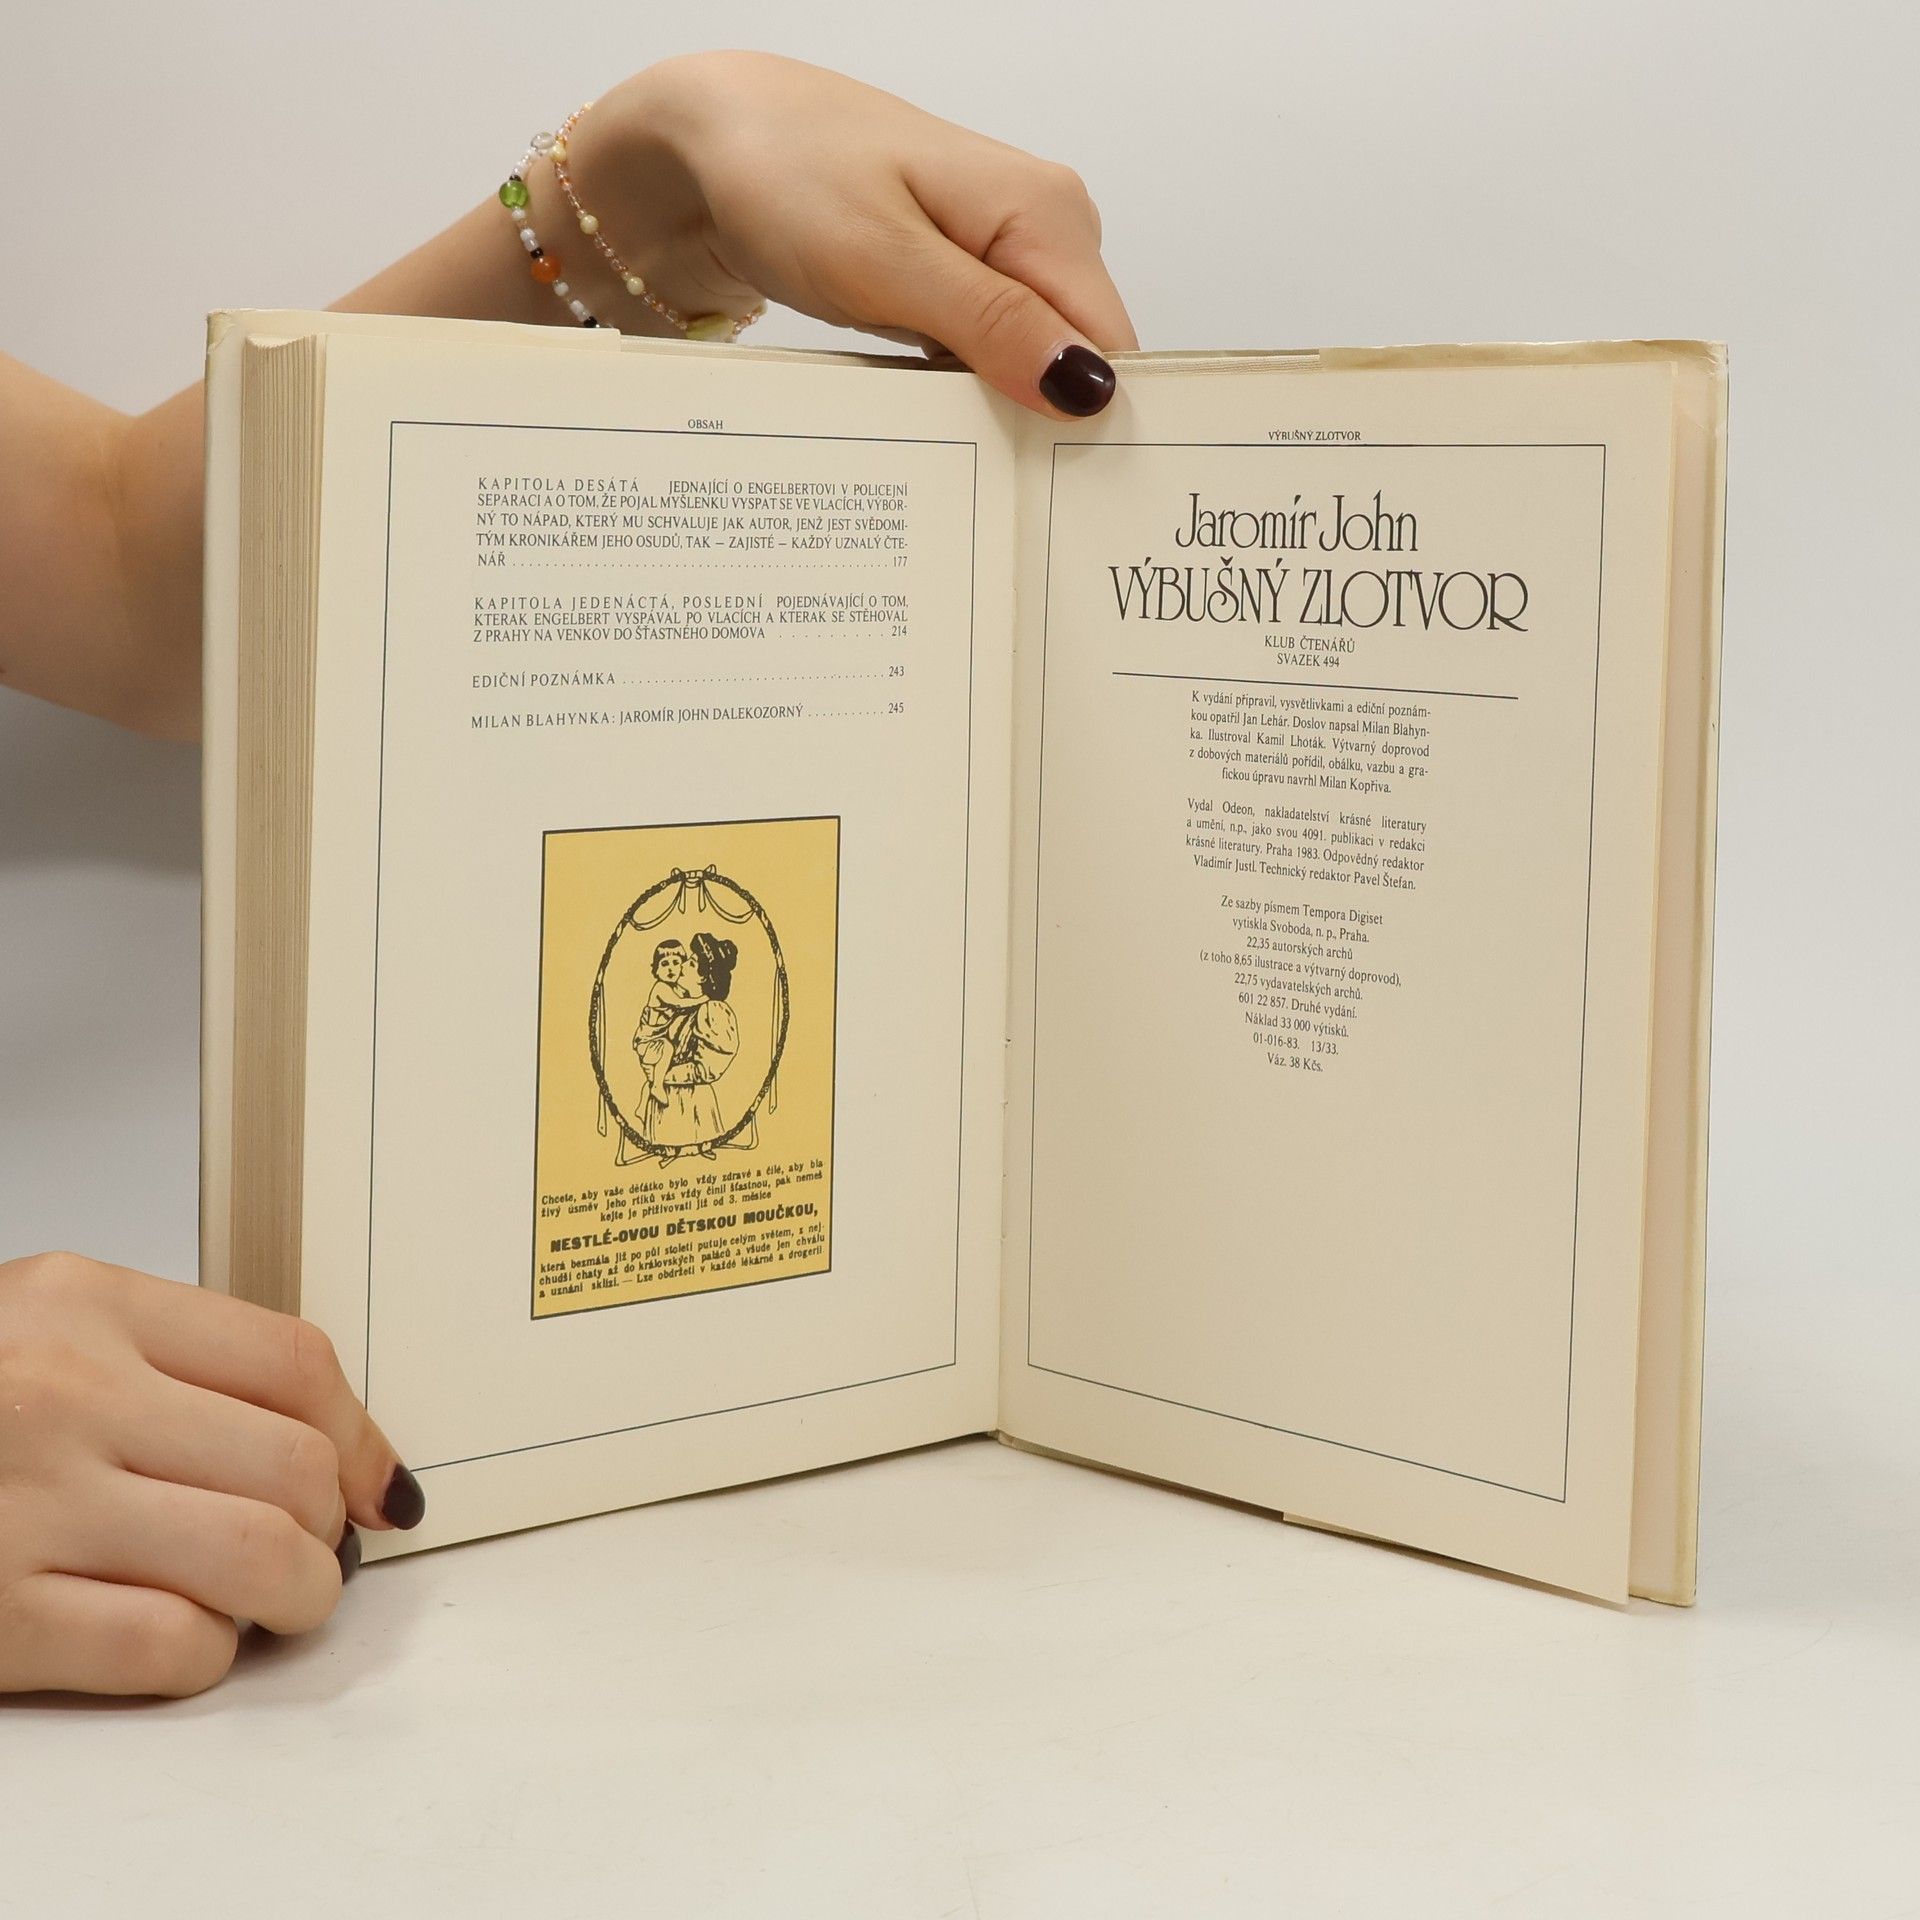 OBSAH
KAPITOLA DESÁTÁ JEDNAJÍCÍ O ENGELBERTOVI V POLICEJNÍ
SEPARACI A O TOM, ŽE POJAL MYŠLENKU VYSPAT SE VE VLACÍCH, VÝBOR-
NÝ TO NÁPAD, KTERÝ MU SCHVALUJE JAK AUTOR, JENŽ JEST SVĚDOMI-
TÝM KRONIKÁŘEM JEHO OSUDŮ, TAK – ZAJISTÉ – KAŽDÝ UZNALÝ ČTE-
NÁŘ . . . . . . . . . . . . . . . . . . . . . . . . . . . . . . . . . . . . . . . . . . . . . . 177
KAPITOLA JEDENÁCTÁ, POSLEDNÍ POJEDNÁVAJÍCÍ O TOM,
KTERAK ENGELBERT VYSPÁVAL PO VLACÍCH A KTERAK SE STĚHOVAL
Z PRAHY NA VENKOV DO ŠŤASTNÉHO DOMOVA . . . . . . . . . 214
EDIČNÍ POZNÁMKA . . . . . . . . . . . . . . . . . . . . . . . . . . . . . . . . 243
MILAN BLAHYNKA: JAROMÍR JOHN DALEKOZORNÝ . . . . . . . . . . 245
Chcete, aby vaše děťátko bylo vždy zdravé a čilé, aby bla
živý úsměv jeho rtíků vás vždy činil šťastnou, pak nemeš
kejte je přiživovati již od 3. měsíce
NESTLÉ-OVOU DĚTSKOU MOUČKOU,
která bezmála již po půl století putuje celým světem, z nej-
chudší chaty až do královských paláců a všude jen chválu
a uznání sklízí. — Lze obdržeti v každé lékárně a drogerii
VÝBUŠNÝ ZLOTVOR
Jaromír John
VÝBUŠNÝ ZLOTVOR
KLUB ČTENÁŘŮ
SVAZEK 494
K vydání připravil, vysvětlivkami a ediční poznám-
kou opatřil Jan Lehár. Doslov napsal Milan Blahyn-
ka. Ilustroval Kamil Lhoták. Výtvarný doprovod
z dobových materiálů pořídil, obálku, vazbu a gra-
fickou úpravu navrhl Milan Kopřiva.
Vydal Odeon, nakladatelství krásné literatury
a umění, n.p., jako svou 4091. publikaci v redakci
krásné literatury. Praha 1983. Odpovědný redaktor
Vladimír Justl. Technický redaktor Pavel Štefan.
Ze sazby písmem Tempora Digiset
vytiskla Svoboda, n. p., Praha.
22,35 autorských archů
(z toho 8,65 ilustrace a výtvarný doprovod),
22,75 vydavatelských archů.
601 22 857. Druhé vydání.
Náklad 33 000 výtisků.
01-016-83. 13/33.
Váz. 38 Kčs.